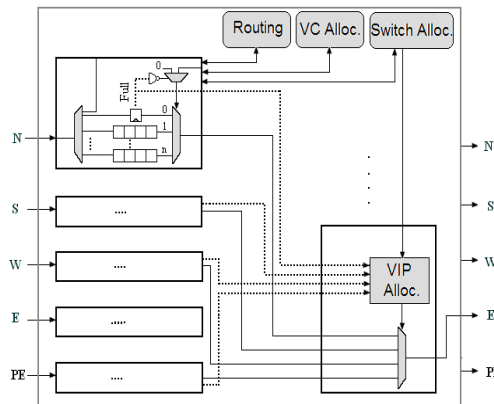 Routing VC Alloc. Switch Alloc.
0
Full
0
N 1 N
n
S .... S
W .... VIP Alloc. W
E ..... E
PE .... P